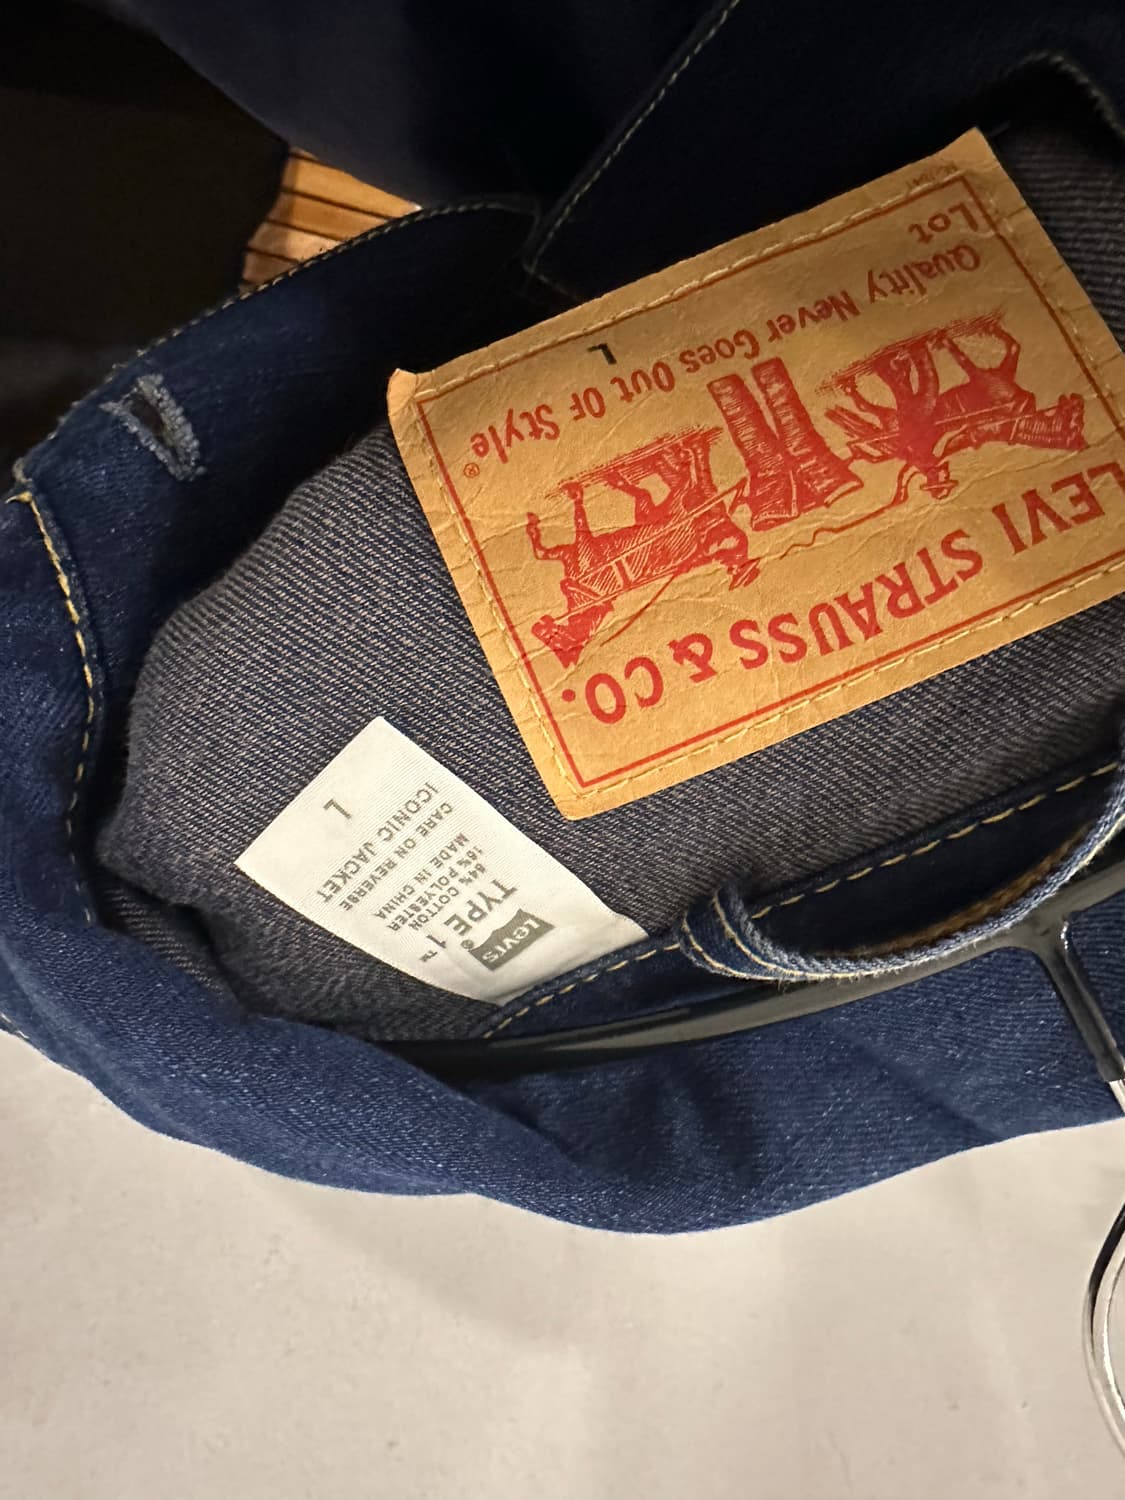 LEVI STRAUSS & CO.
Quality Never Goes Out Of Style®
Lot
L
Levi's®
TYPE 1™
84% COTTON
16% POLYESTER
MADE IN CHINA
CARE ON REVERSE
ICONIC JACKET
L